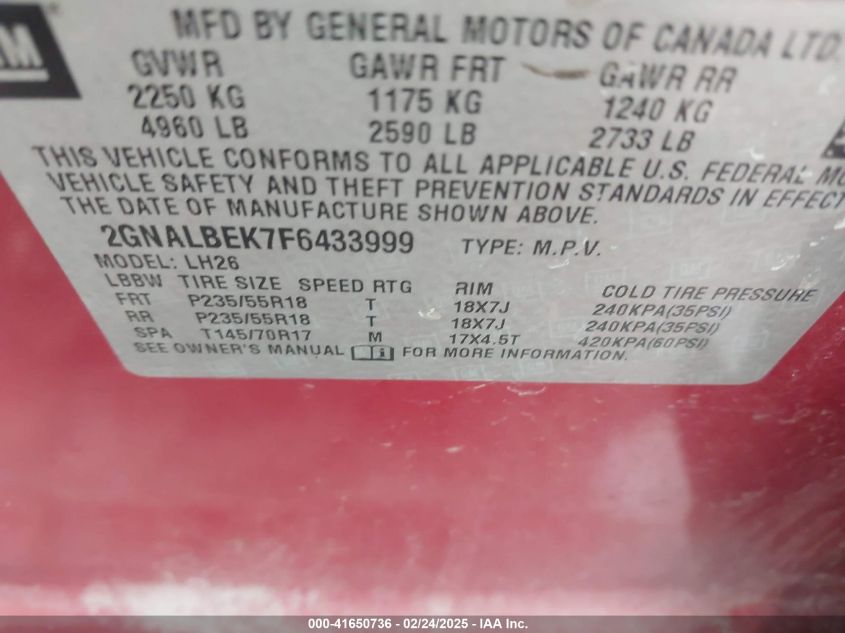 GM
MFD BY GENERAL MOTORS OF CANADA LTD.
GVWR GAWR FRT GAWR RR
2250 KG 1175 KG 1240 KG
4960 LB 2590 LB 2733 LB
THIS VEHICLE CONFORMS TO ALL APPLICABLE U.S. FEDERAL MO
VEHICLE SAFETY AND THEFT PREVENTION STANDARDS IN EFFECT
THE DATE OF MANUFACTURE SHOWN ABOVE.
2GNALBEK7F6433999 TYPE: M.P.V.
MODEL: LH26
LBBW TIRE SIZE SPEED RTG RIM COLD TIRE PRESSURE
FRT P235/55R18 T 18X7J 240KPA(35PSI)
RR P235/55R18 T 18X7J 240KPA(35PSI)
SPA T145/70R17 M 17X4.5T 420KPA(60PSI)
SEE OWNER'S MANUAL FOR MORE INFORMATION.
000-41650736 - 02/24/2025 - IAA Inc.